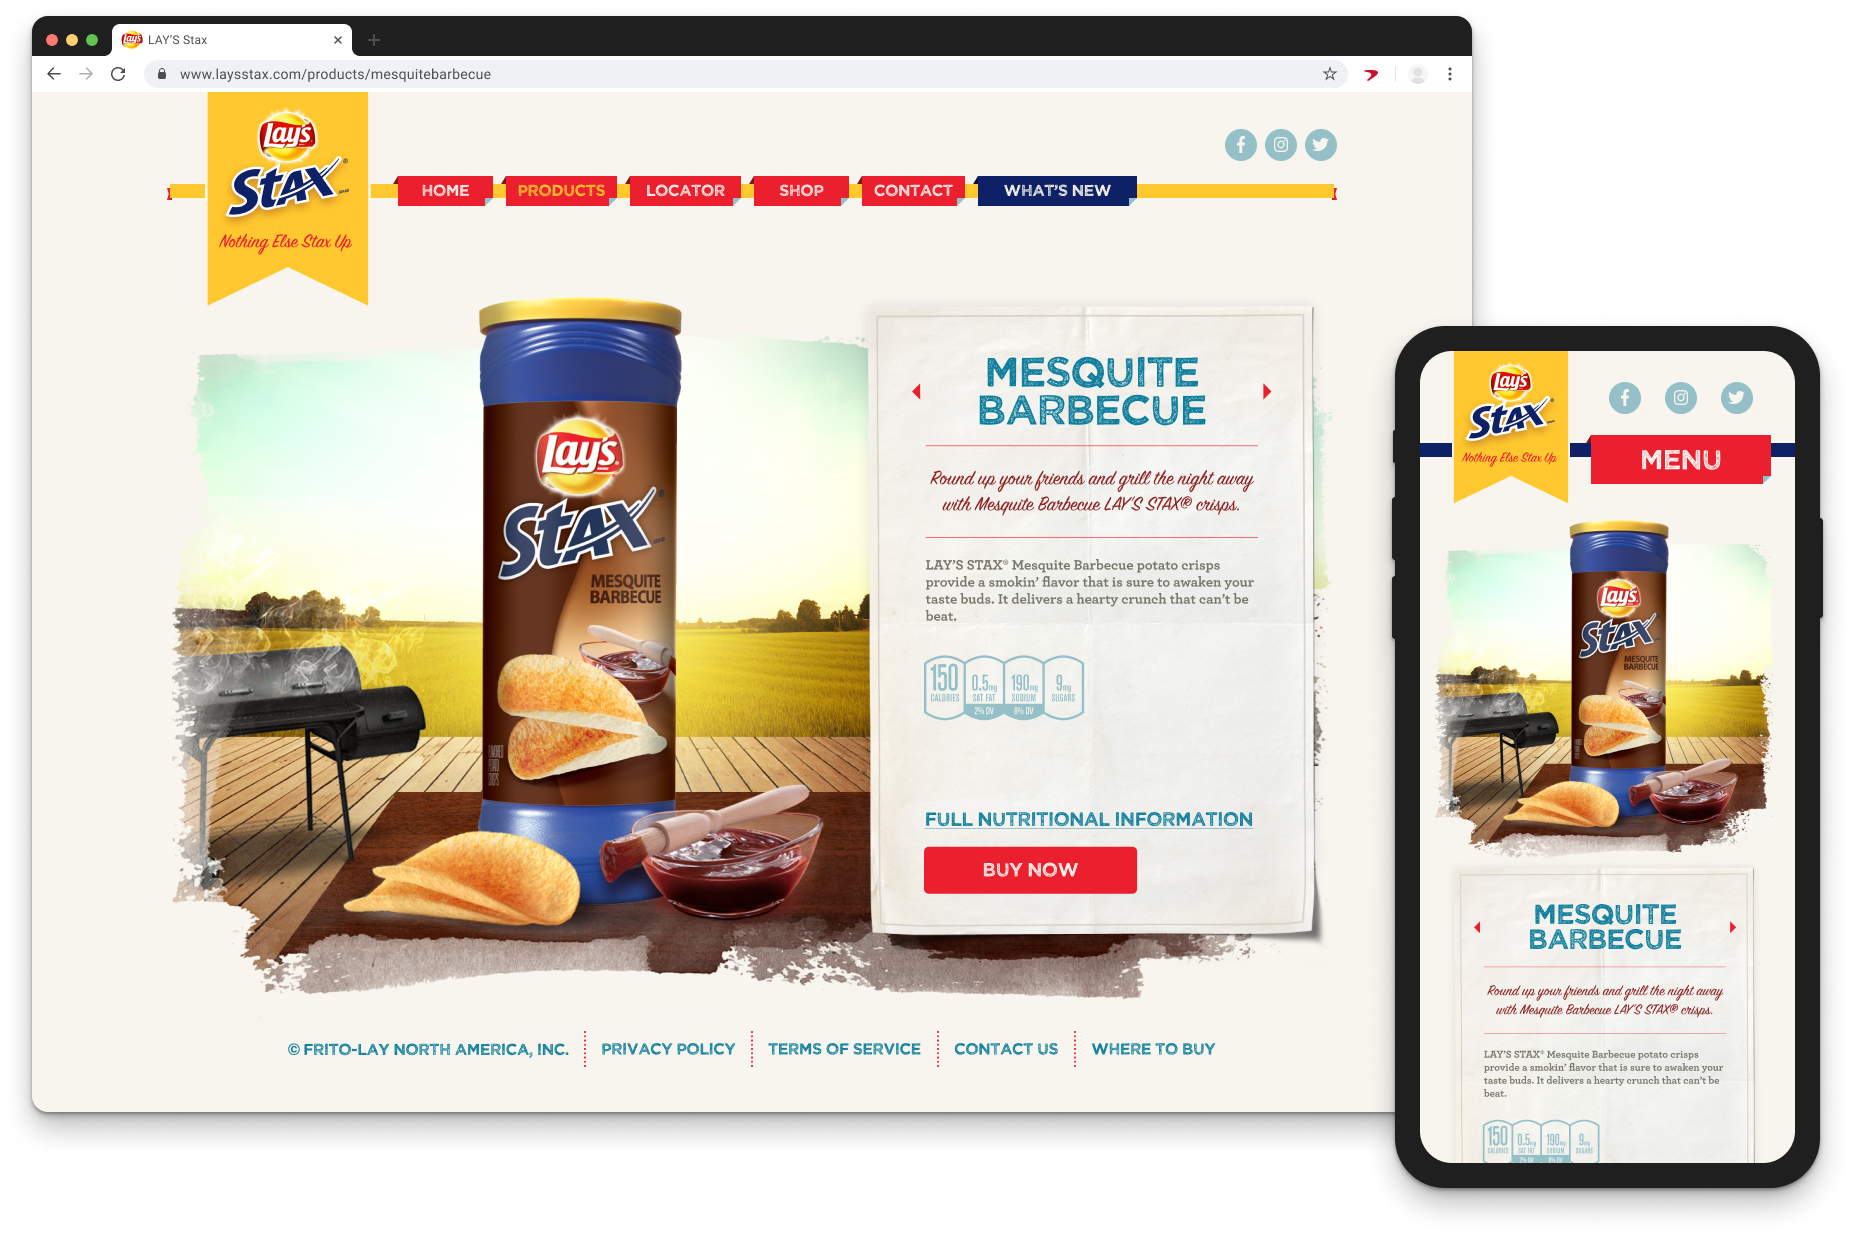 LAY'S Stax
www.laysstax.com/products/mesquitebarbecue
Lay's
STAX®
Nothing Else Stax Up
HOME
PRODUCTS
LOCATOR
SHOP
CONTACT
WHAT'S NEW
Lay's
STAX®
MESQUITE
BARBECUE
FLAVORED
POTATO
CRISPS
MESQUITE
BARBECUE
Round up your friends and grill the night away
with Mesquite Barbecue LAY'S STAX® crisps.
LAY'S STAX® Mesquite Barbecue potato crisps
provide a smokin' flavor that is sure to awaken your
taste buds. It delivers a hearty crunch that can't be
beat.
150 0.5mg 190mg 9mg
CALORIES SAT FAT SODIUM SUGARS
2% DV 8% DV
FULL NUTRITIONAL INFORMATION
BUY NOW
© FRITO-LAY NORTH AMERICA, INC.
PRIVACY POLICY
TERMS OF SERVICE
CONTACT US
WHERE TO BUY
Lay's
STAX
Nothing Else Stax Up
MENU
Lay's
STAX
MESQUITE
BARBECUE
MESQUITE
BARBECUE
Round up your friends and grill the night away
with Mesquite Barbecue LAY'S STAX® crisps.
LAY'S STAX® Mesquite Barbecue potato crisps
provide a smokin' flavor that is sure to awaken your
taste buds. It delivers a hearty crunch that can't be
beat.
150 0.5mg 190mg 9mg
CALORIES SAT FAT SODIUM SUGARS